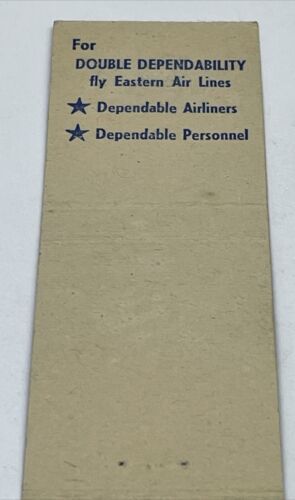 For
DOUBLE DEPENDABILITY
fly Eastern Air Lines
★ Dependable Airliners
★ Dependable Personnel